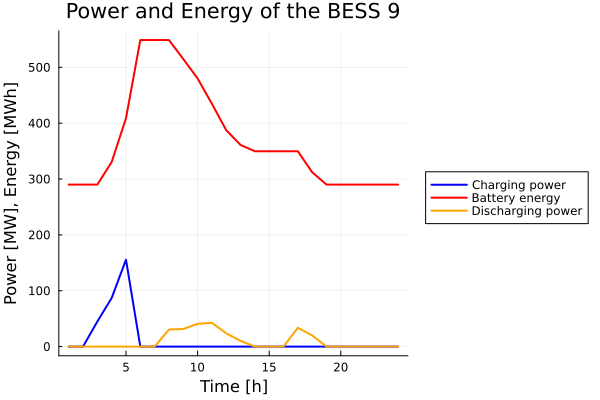 Power and Energy of the BESS 9
Power [MW], Energy [MWh]
500
400
300
200
100
0
5
10
15
20
Time [h]
Charging power
Battery energy
Discharging power